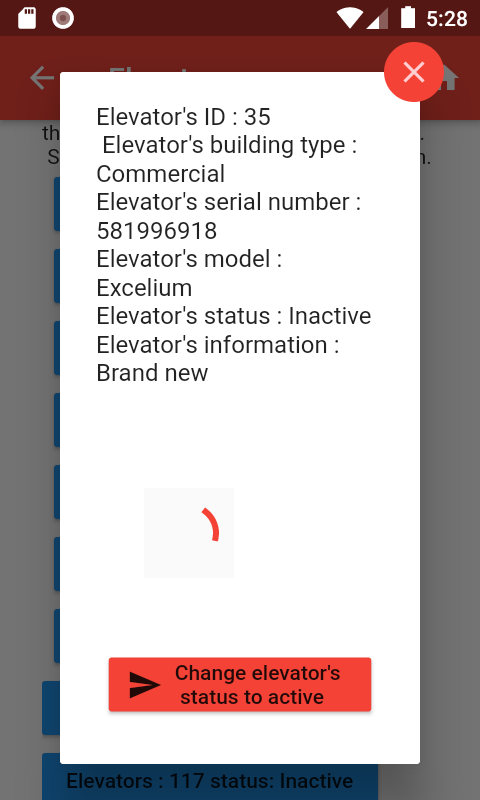 5:28
Elevator's ID : 35
Elevator's building type :
Commercial
Elevator's serial number :
581996918
Elevator's model :
Excelium
Elevator's status : Inactive
Elevator's information :
Brand new
Change elevator's
status to active
Elevators : 117 status: Inactive